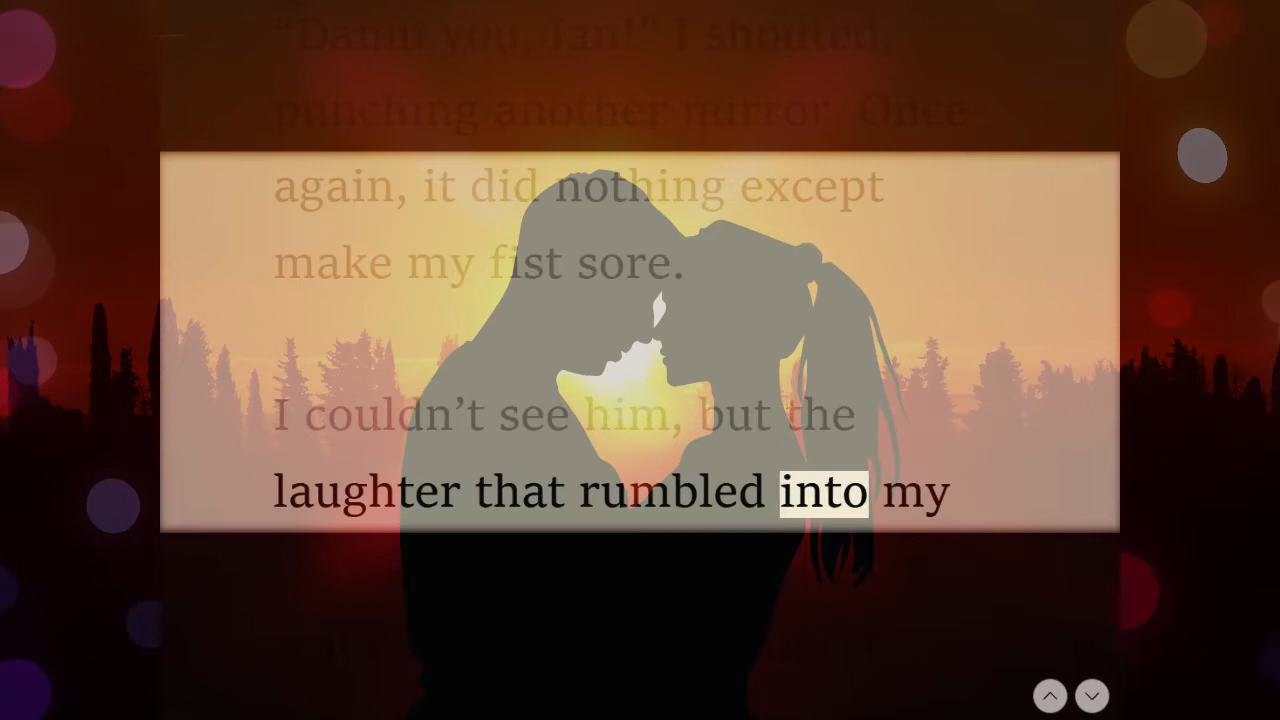 “Damn you, Ian!” I shouted,
punching another mirror. Once
again, it did nothing except
make my fist sore.
I couldn’t see him, but the
laughter that rumbled into my